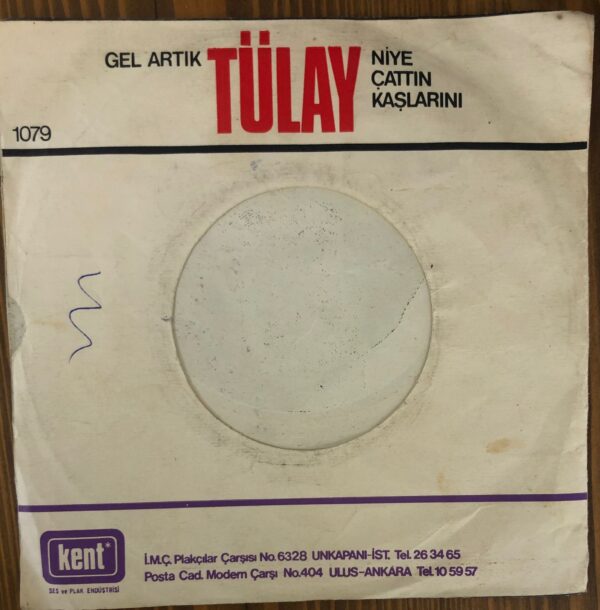 GEL ARTIK
TÜLAY
NİYE
ÇATTIN
KAŞLARINI
1079
kent*
SES ve PLAK ENDÜSTRİSİ
İ.M.Ç. Plakçılar Çarşısı No. 6328 UNKAPANI-İST. Tel. 26 34 65
Posta Cad. Modern Çarşı No.404 ULUS-ANKARA Tel.10 59 57